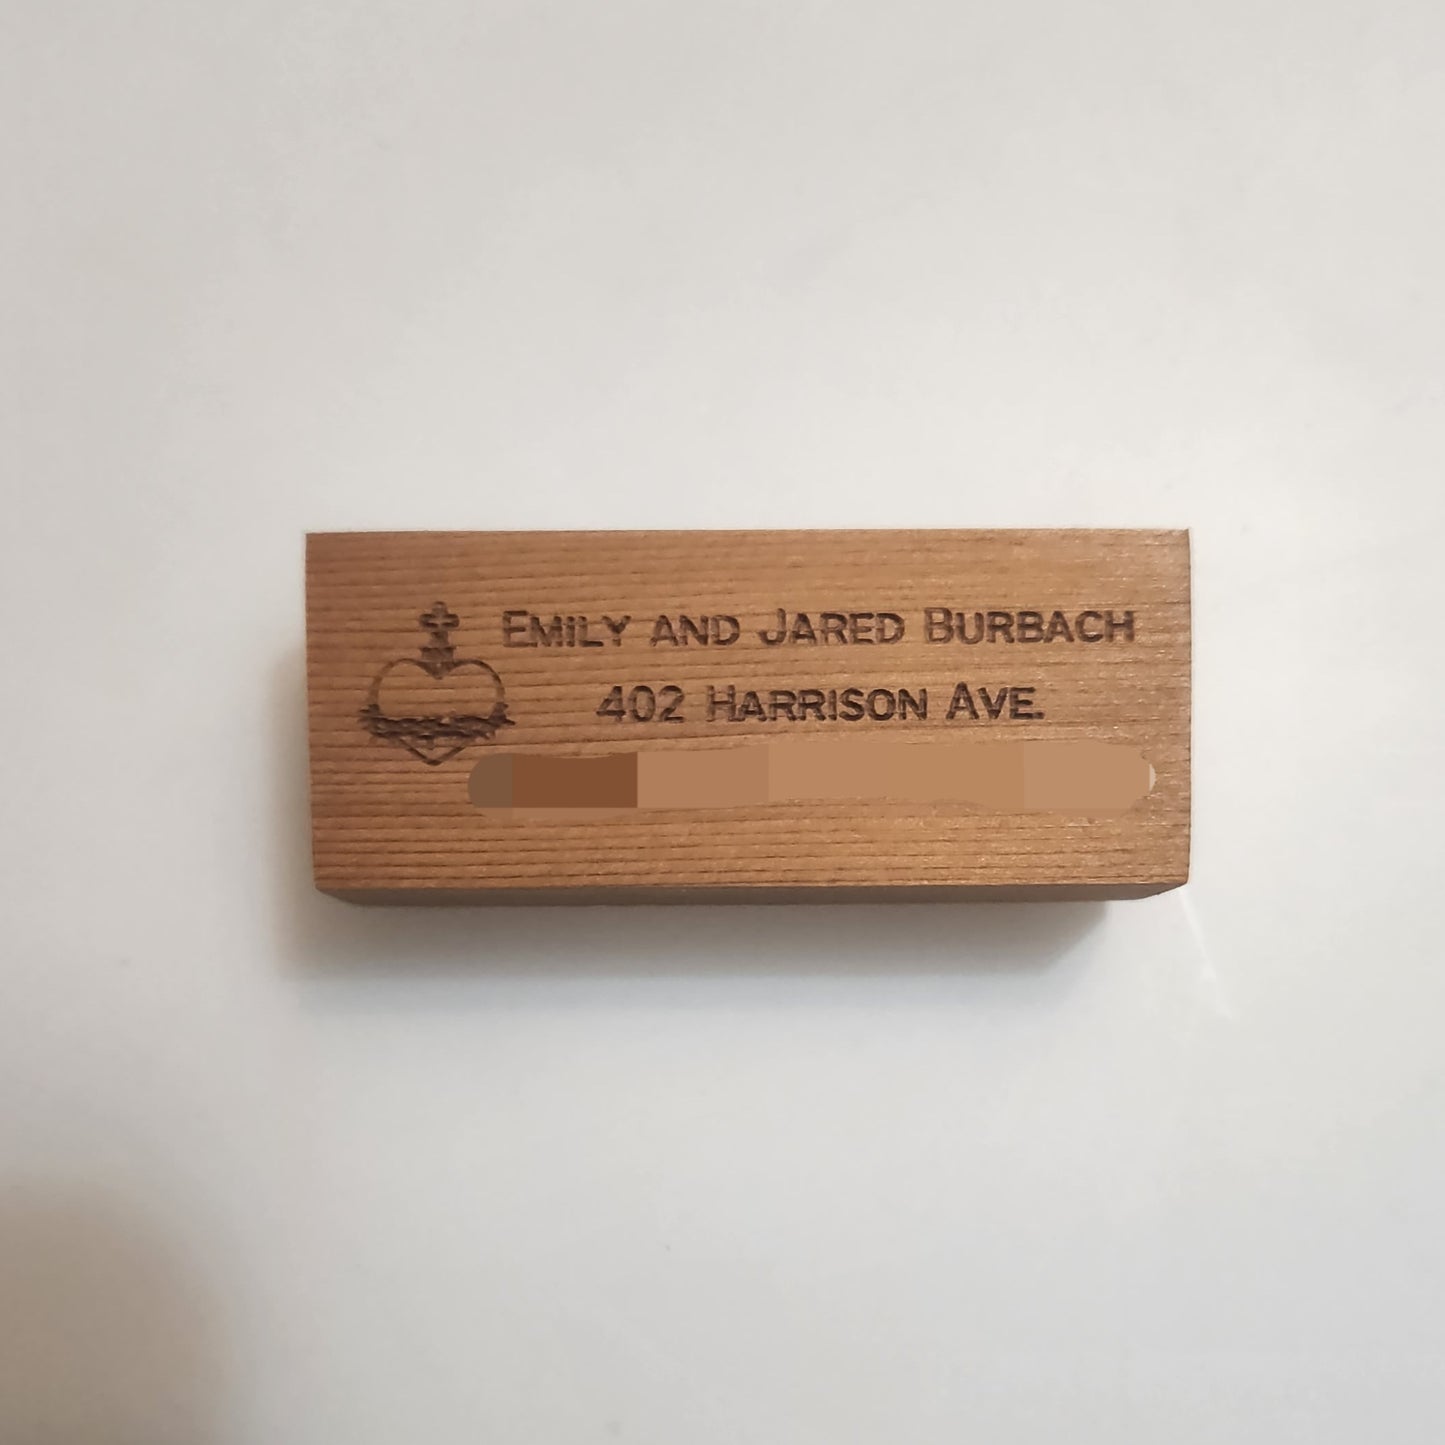 Emily and Jared Burbach
402 Harrison Ave.